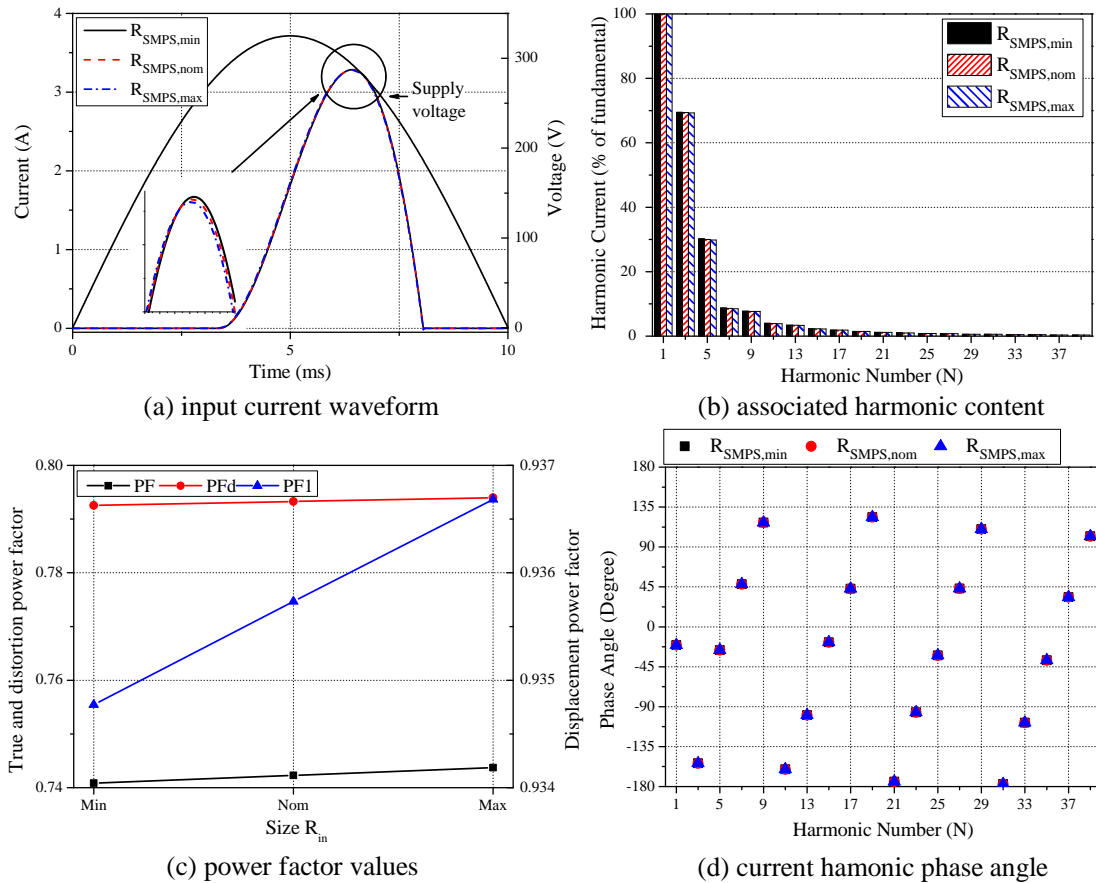 R_SMPS,min
R_SMPS,nom
R_SMPS,max
Supply voltage
Current (A)
4
3
2
1
0
Voltage (V)
300
200
100
0
0
5
10
Time (ms)
(a) input current waveform
R_SMPS,min
R_SMPS,nom
R_SMPS,max
Harmonic Current (% of fundamental)
100
80
60
40
20
0
1 5 9 13 17 21 25 29 33 37
Harmonic Number (N)
(b) associated harmonic content
PF PFd PF1
True and distortion power factor
0.80
0.78
0.76
0.74
Displacement power factor
0.937
0.936
0.935
0.934
Min Nom Max
Size R_in
(c) power factor values
R_SMPS,min R_SMPS,nom R_SMPS,max
Phase Angle (Degree)
180
135
90
45
0
-45
-90
-135
-180
1 5 9 13 17 21 25 29 33 37
Harmonic Number (N)
(d) current hamonic phase angle